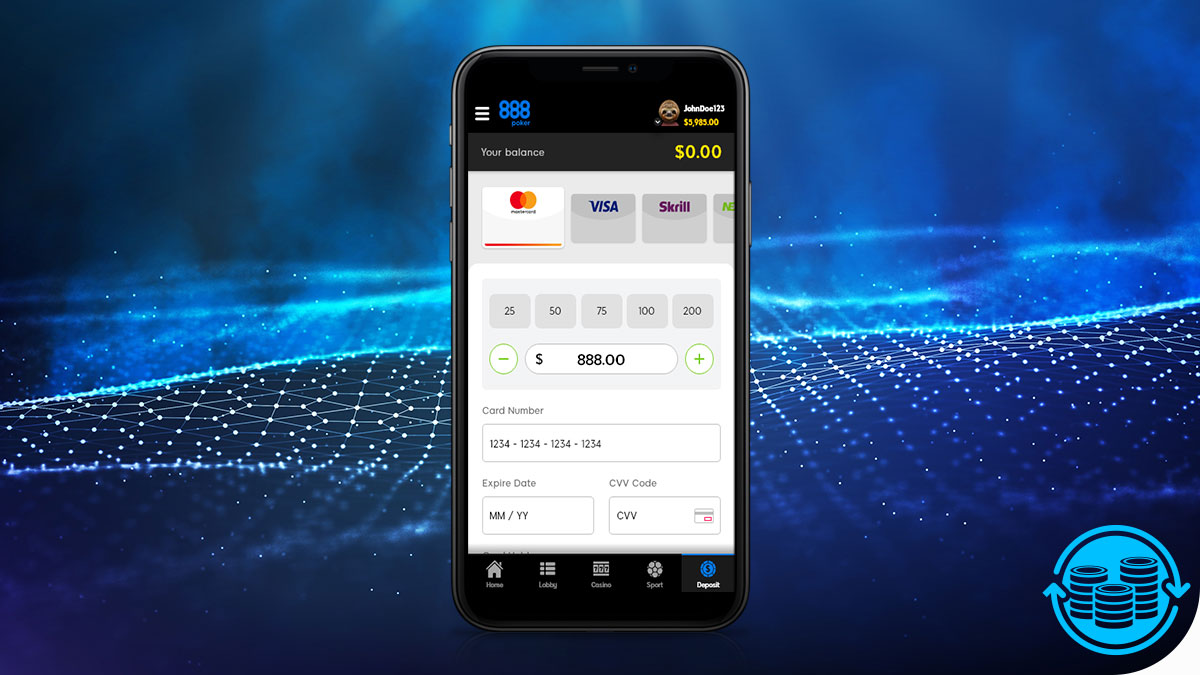 888
poker
JohnDoe123
$5,985.00
Your balance
$0.00
mastercard
VISA
Skrill
25
50
75
100
200
$ 888.00
Card Number
1234 - 1234 - 1234 - 1234
Expire Date
CVV Code
MM / YY
CVV
Home
Lobby
Casino
Sport
Deposit